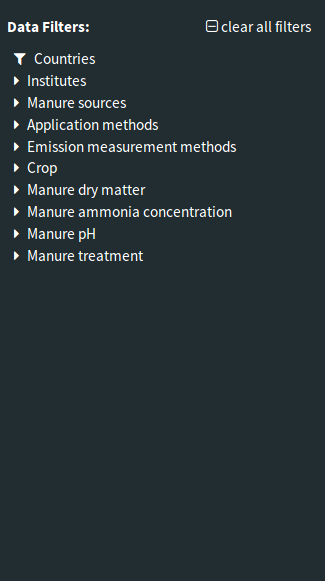 Data Filters: clear all filters
Countries
Institutes
Manure sources
Application methods
Emission measurement methods
Crop
Manure dry matter
Manure ammonia concentration
Manure pH
Manure treatment